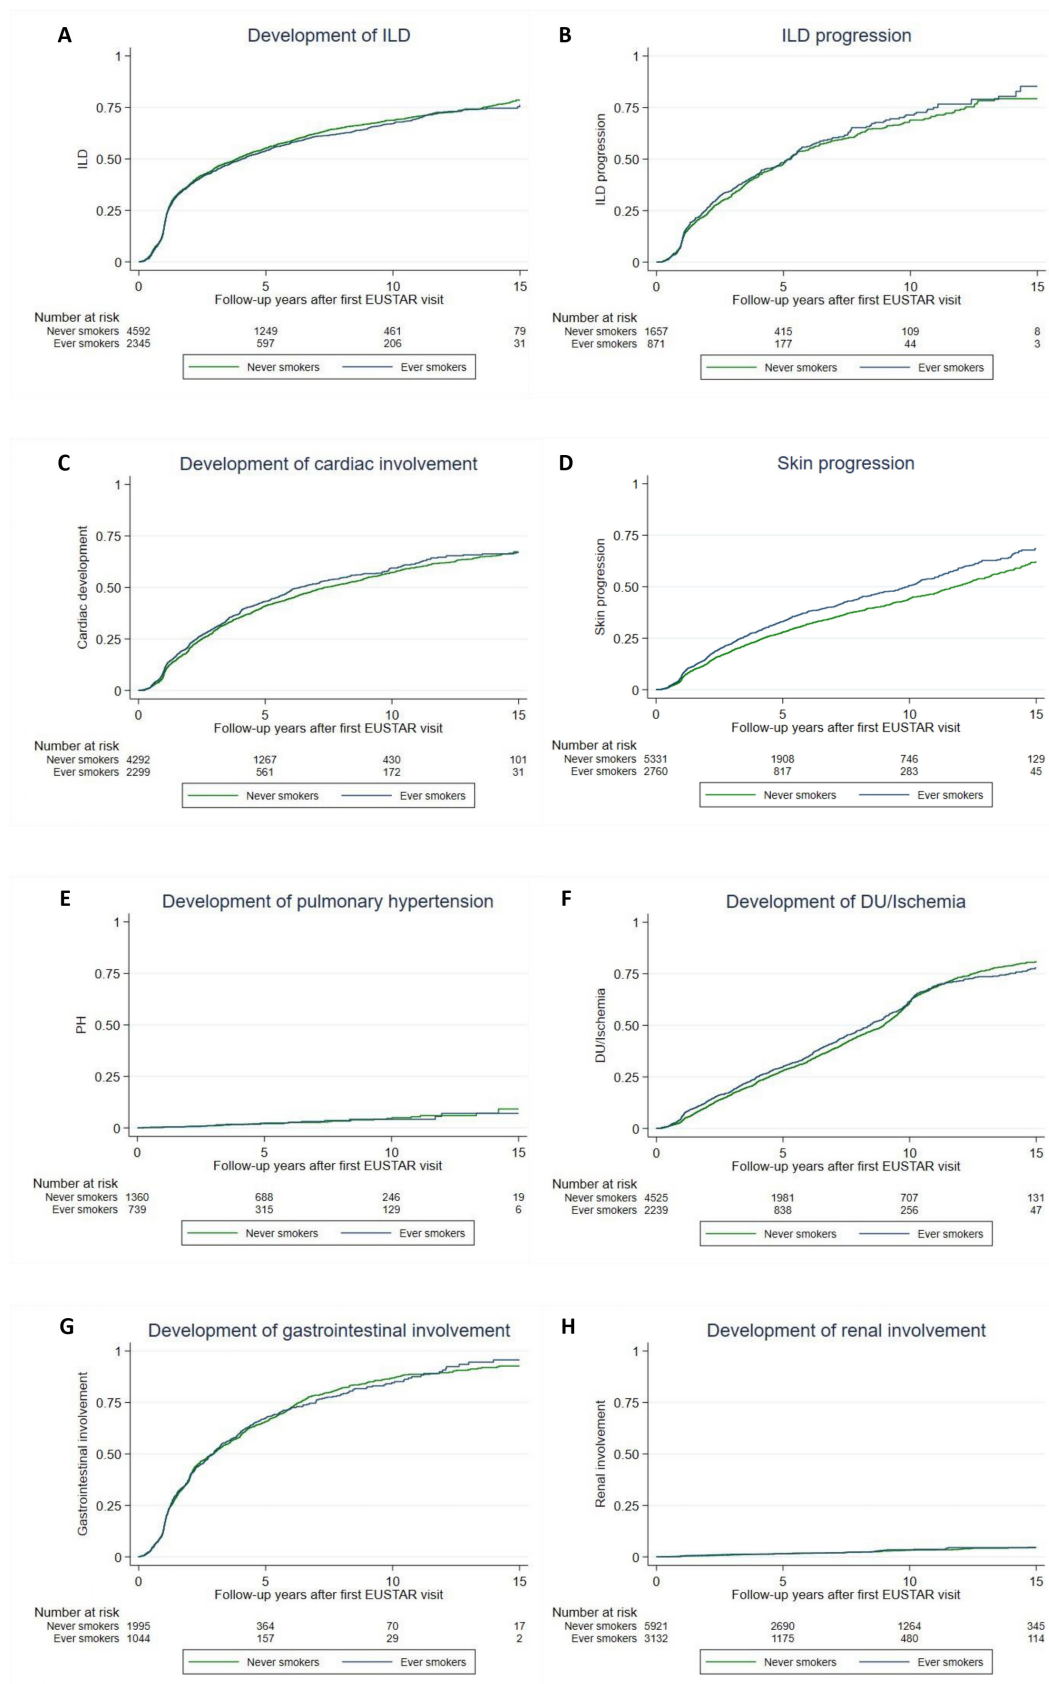 A
Development of ILD
1
0.75
0.50
0.25
0
ILD
0 5 10 15
Follow-up years after first EUSTAR visit
Number at risk
Never smokers 4592 1249 461 79
Ever smokers 2345 597 206 31
Never smokers Ever smokers
B
ILD progression
1
0.75
0.50
0.25
0
ILD progression
0 5 10 15
Follow-up years after first EUSTAR visit
Number at risk
Never smokers 1657 415 109 8
Ever smokers 871 177 44 3
Never smokers Ever smokers
C
Development of cardiac involvement
1
0.75
0.50
0.25
0
Cardiac development
0 5 10 15
Follow-up years after first EUSTAR visit
Number at risk
Never smokers 4292 1267 430 101
Ever smokers 2299 561 172 31
Never smokers Ever smokers
D
Skin progression
1
0.75
0.50
0.25
0
Skin progression
0 5 10 15
Follow-up years after first EUSTAR visit
Number at risk
Never smokers 5331 1908 746 129
Ever smokers 2760 817 283 45
Never smokers Ever smokers
E
Development of pulmonary hypertension
1
0.75
0.50
0.25
0
PH
0 5 10 15
Follow-up years after first EUSTAR visit
Number at risk
Never smokers 1360 688 246 19
Ever smokers 739 315 129 6
Never smokers Ever smokers
F
Development of DU/Ischemia
1
0.75
0.50
0.25
0
DU/Ischemia
0 5 10 15
Follow-up years after first EUSTAR visit
Number at risk
Never smokers 4525 1981 707 131
Ever smokers 2239 838 256 47
Never smokers Ever smokers
G
Development of gastrointestinal involvement
1
0.75
0.50
0.25
0
Gastrointestinal involvement
0 5 10 15
Follow-up years after first EUSTAR visit
Number at risk
Never smokers 1995 364 70 17
Ever smokers 1044 157 29 2
Never smokers Ever smokers
H
Development of renal involvement
1
0.75
0.50
0.25
0
Renal involvement
0 5 10 15
Follow-up years after first EUSTAR visit
Number at risk
Never smokers 5921 2690 1264 345
Ever smokers 3132 1175 480 114
Never smokers Ever smokers